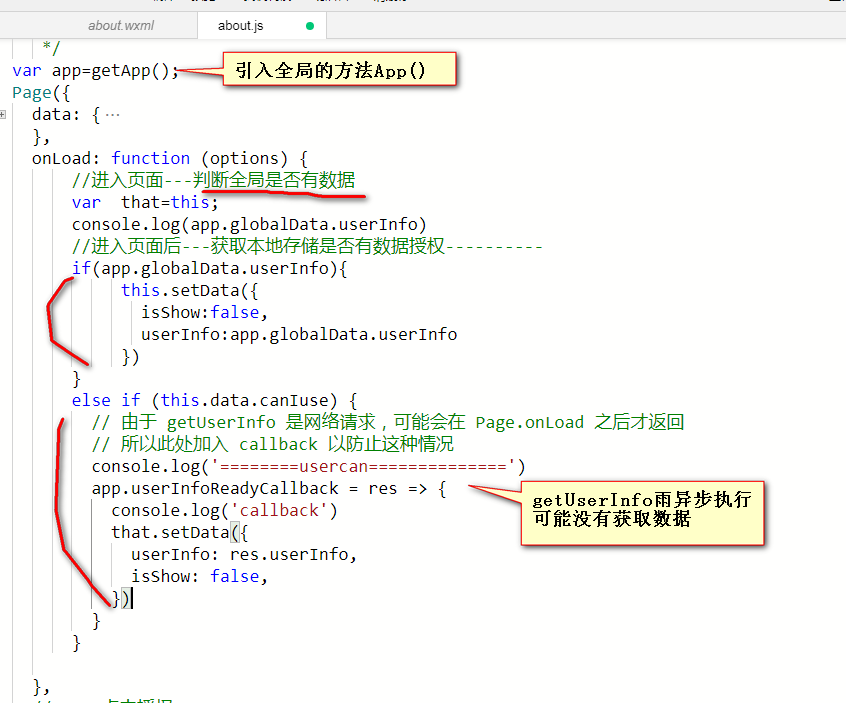 about.wxml
about.js
*/
var app=getApp();
引入全局的方法App()
Page({
data: {···
},
onLoad: function (options) {
//进入页面---判断全局是否有数据
var  that=this;
console.log(app.globalData.userInfo)
//进入页面后---获取本地存储是否有数据授权----------
if(app.globalData.userInfo){
this.setData({
isShow:false,
userInfo:app.globalData.userInfo
})
}
else if (this.data.canIuse) {
// 由于 getUserInfo 是网络请求，可能会在 Page.onLoad 之后才返回
// 所以此处加入 callback 以防止这种情况
console.log('========usercan==============')
app.userInfoReadyCallback = res => {
getUserInfo雨异步执行
可能没有获取数据
console.log('callback')
that.setData({
userInfo: res.userInfo,
isShow: false,
})
}
}
},